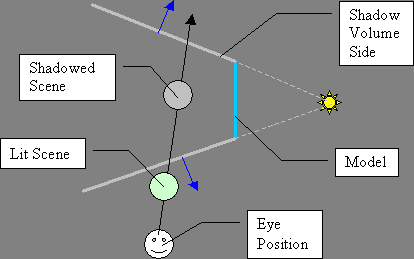 Shadow
Volume
Side
Shadowed
Scene
Lit Scene
Model
Eye
Position